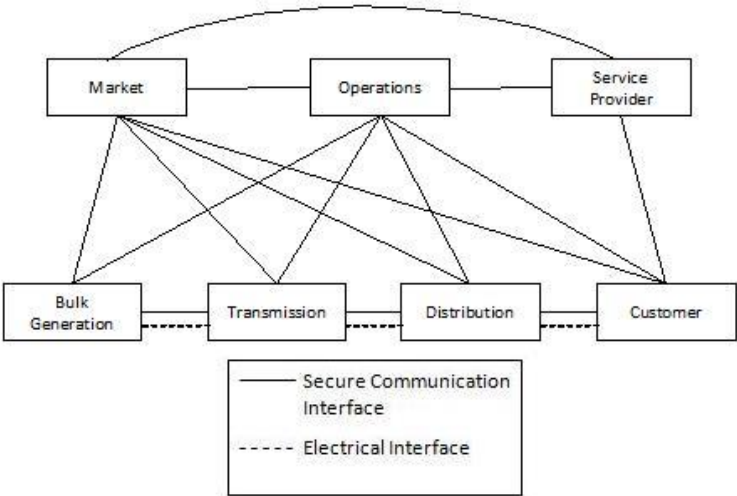 Market
Operations
Service
Provider
Bulk
Generation
Transmission
Distribution
Customer
Secure Communication
Interface
Electrical Interface